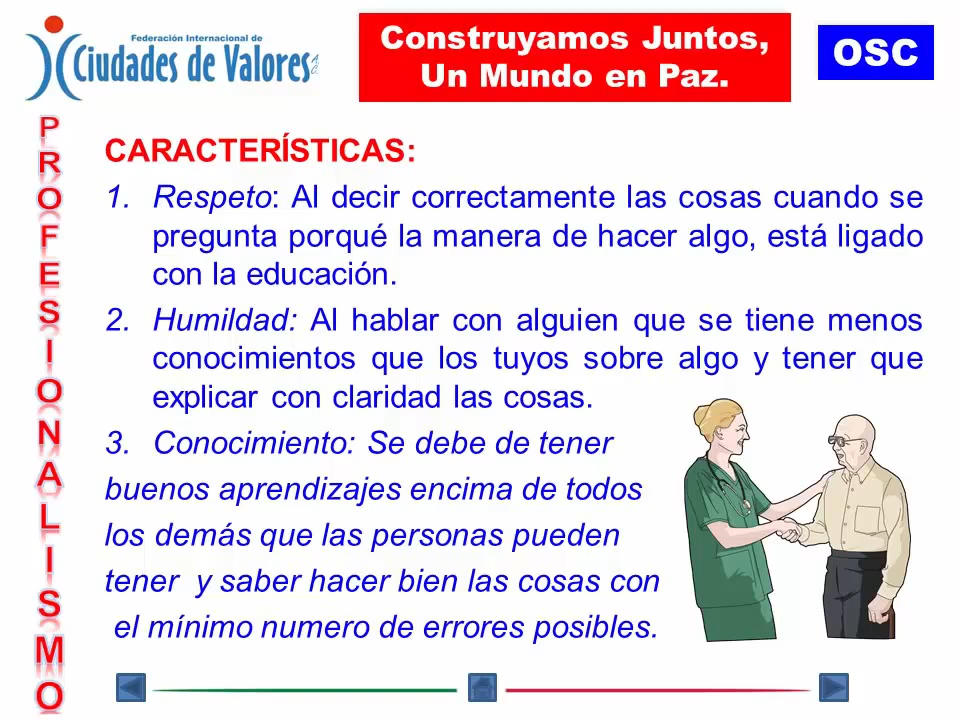 Federación Internacional de
Ciudades de Valores A.C.
Construyamos Juntos,
Un Mundo en Paz.
OSC
PROFESIONALISMO
CARACTERÍSTICAS:
1. Respeto: Al decir correctamente las cosas cuando se
pregunta porqué la manera de hacer algo, está ligado
con la educación.
2. Humildad: Al hablar con alguien que se tiene menos
conocimientos que los tuyos sobre algo y tener que
explicar con claridad las cosas.
3. Conocimiento: Se debe de tener
buenos aprendizajes encima de todos
los demás que las personas pueden
tener y saber hacer bien las cosas con
el mínimo numero de errores posibles.